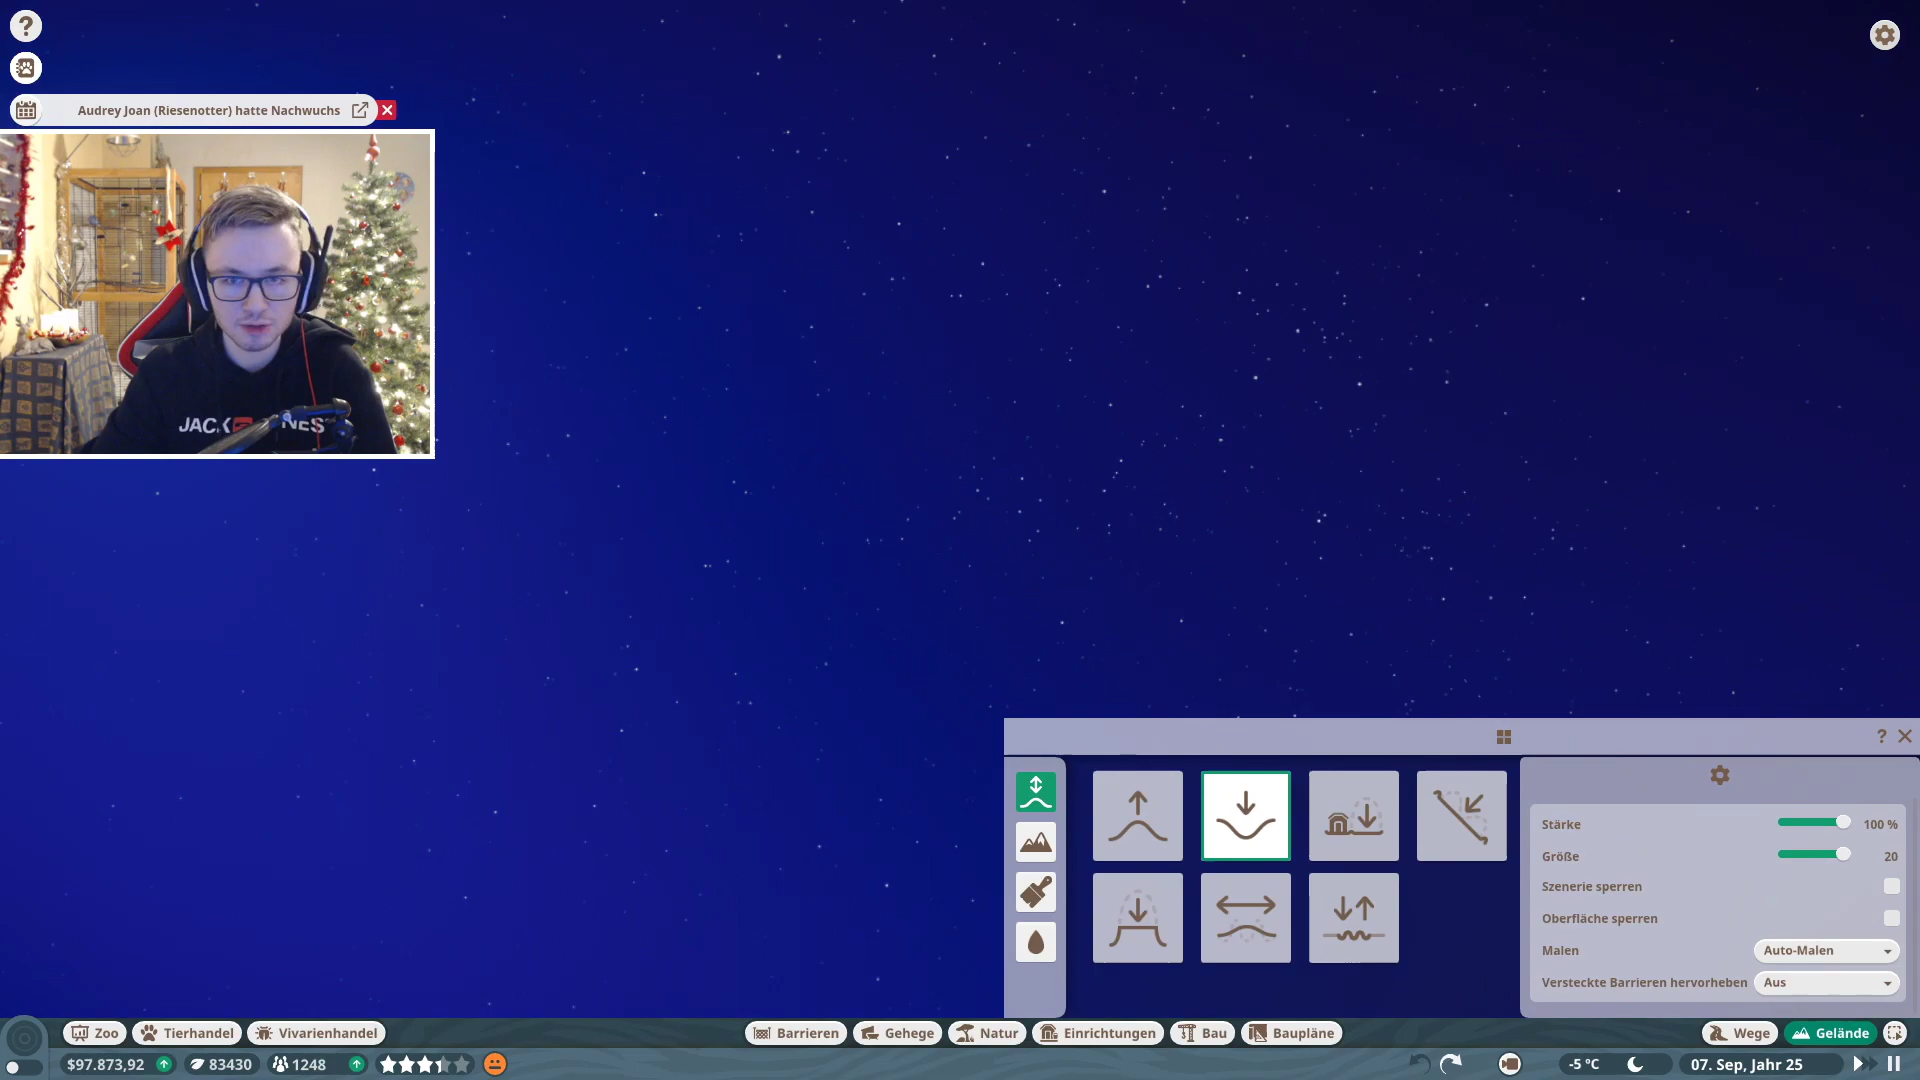 ?
Audrey Joan (Riesenotter) hatte Nachwuchs
JACK
NES
?
Stärke
100 %
Größe
20
Szenerie sperren
Oberfläche sperren
Malen
Auto-Malen
Versteckte Barrieren hervorheben
Aus
Zoo
Tierhandel
Vivarienhandel
Barrieren
Gehege
Natur
Einrichtungen
Bau
Baupläne
Wege
Gelände
$97.873,92
83430
1248
-5 °C
07. Sep, Jahr 25